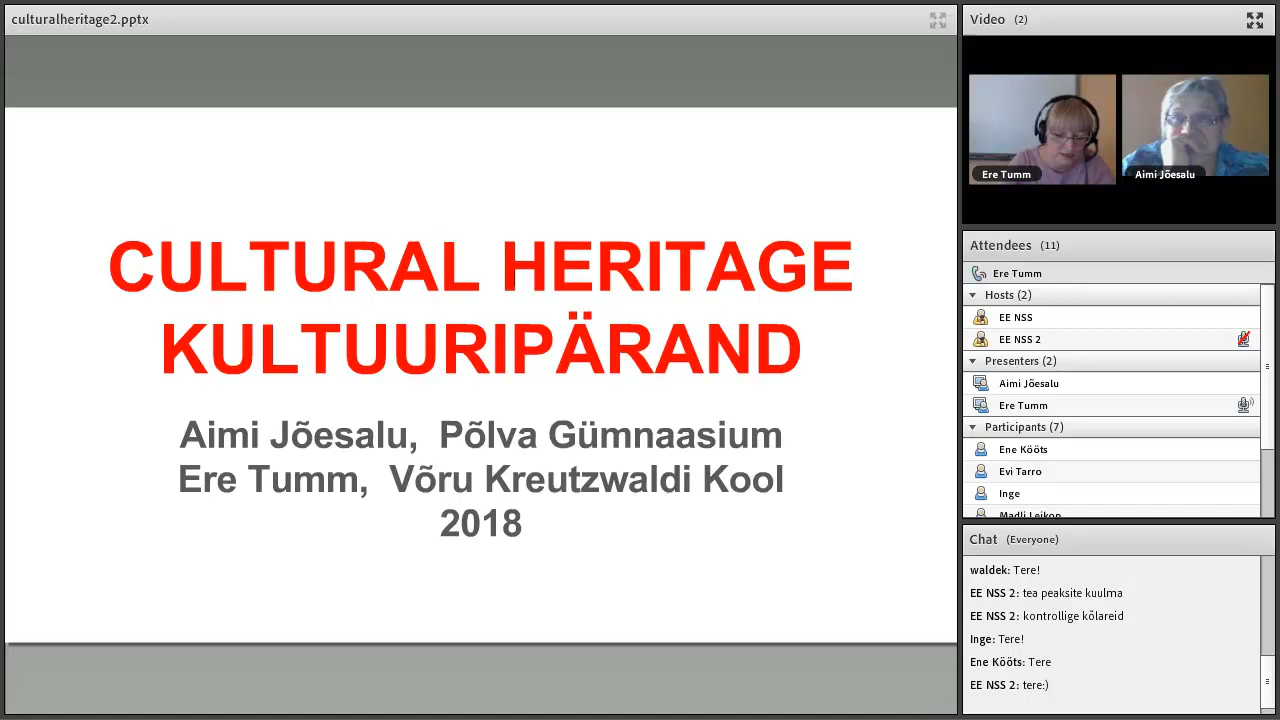 culturalheritage2.pptx
CULTURAL HERITAGE
KULTUURIPÄRAND
Aimi Jõesalu, Põlva Gümnaasium
Ere Tumm, Võru Kreutzwaldi Kool
2018
Video (2)
Ere Tumm
Aimi Jõesalu
Attendees (11)
Ere Tumm
Hosts (2)
EE NSS
EE NSS 2
Presenters (2)
Aimi Jõesalu
Ere Tumm
Participants (7)
Ene Kööts
Evi Tarro
Inge
Madli Leikop
Chat (Everyone)
waldek: Tere!
EE NSS 2: tea peaksite kuulma
EE NSS 2: kontrollige kõlareid
Inge: Tere!
Ene Kööts: Tere
EE NSS 2: tere:)